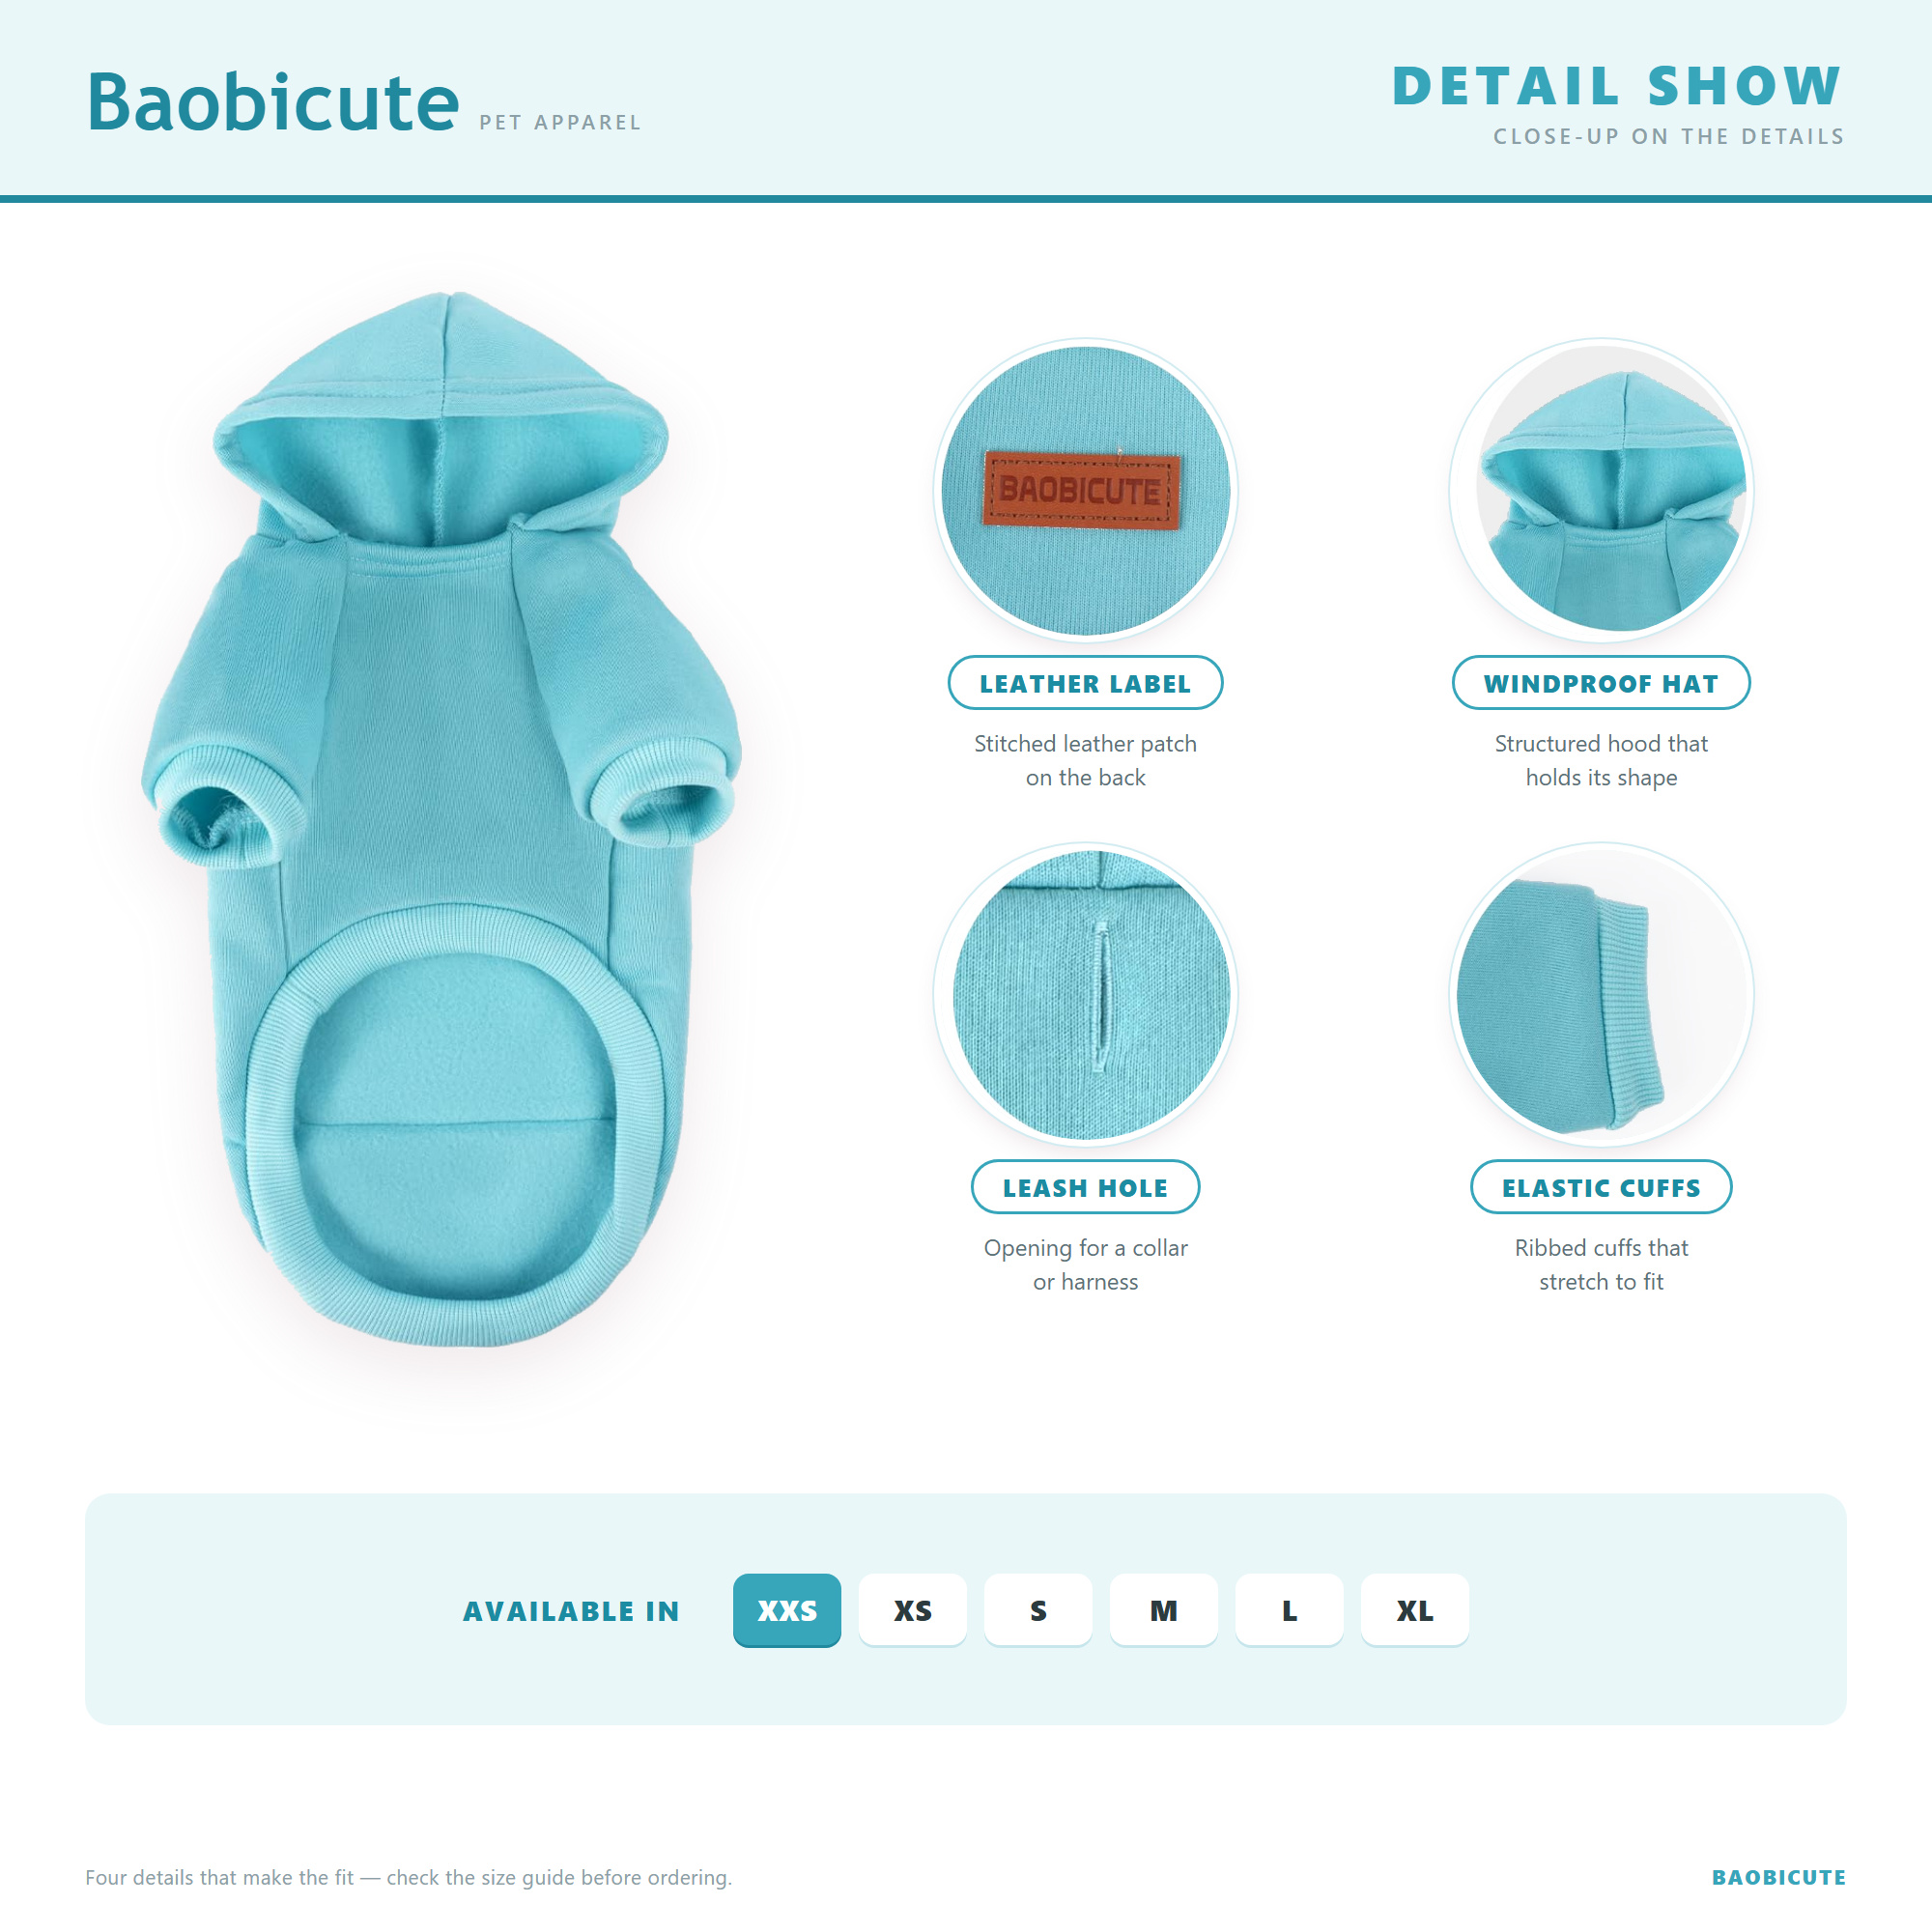 Baobicute PET APPAREL
DETAIL SHOW
CLOSE-UP ON THE DETAILS
BAOBICUTE
LEATHER LABEL
Stitched leather patch
on the back
WINDPROOF HAT
Structured hood that
holds its shape
LEASH HOLE
Opening for a collar
or harness
ELASTIC CUFFS
Ribbed cuffs that
stretch to fit
AVAILABLE IN XXS XS S M L XL
Four details that make the fit — check the size guide before ordering.
BAOBICUTE